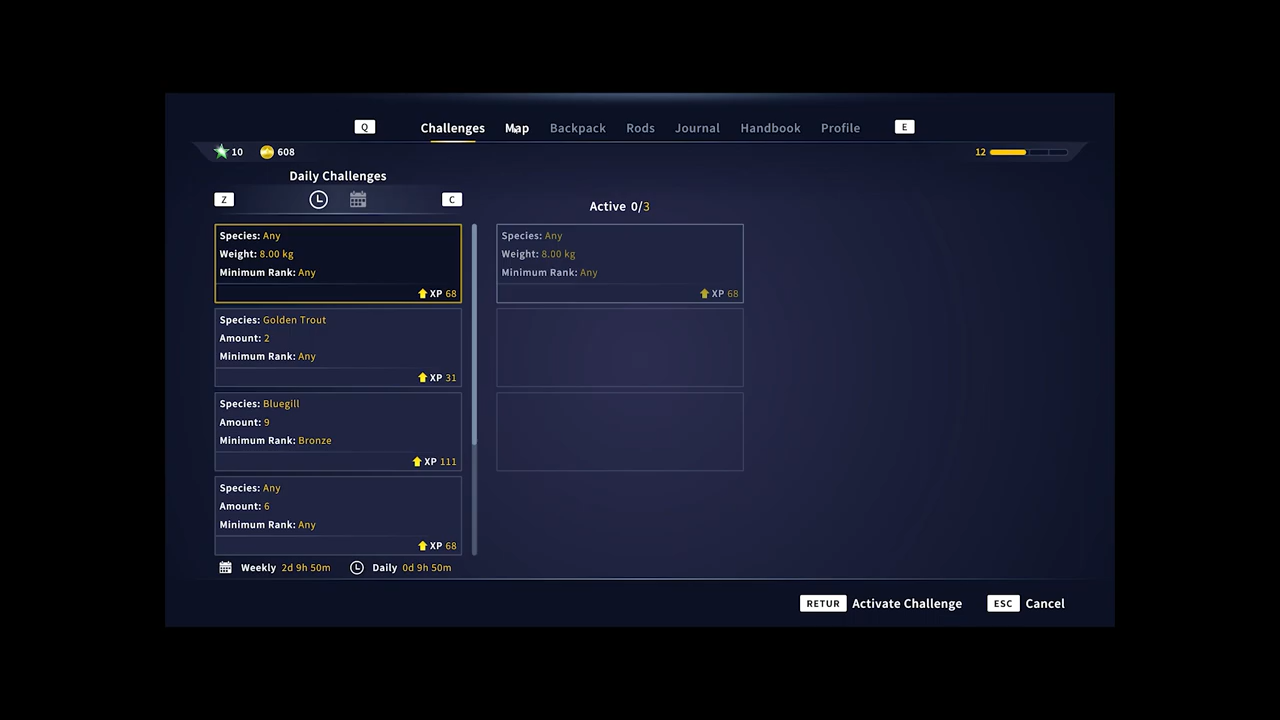 Q Challenges Map Backpack Rods Journal Handbook Profile E
10 608 12
Daily Challenges
Z C
Active 0/3
Species: Any
Weight: 8.00 kg
Minimum Rank: Any
XP 68
Species: Golden Trout
Amount: 2
Minimum Rank: Any
XP 31
Species: Bluegill
Amount: 9
Minimum Rank: Bronze
XP 111
Species: Any
Amount: 6
Minimum Rank: Any
XP 68
Species: Any
Weight: 8.00 kg
Minimum Rank: Any
XP 68
Weekly 2d 9h 50m Daily 0d 9h 50m
RETUR Activate Challenge ESC Cancel